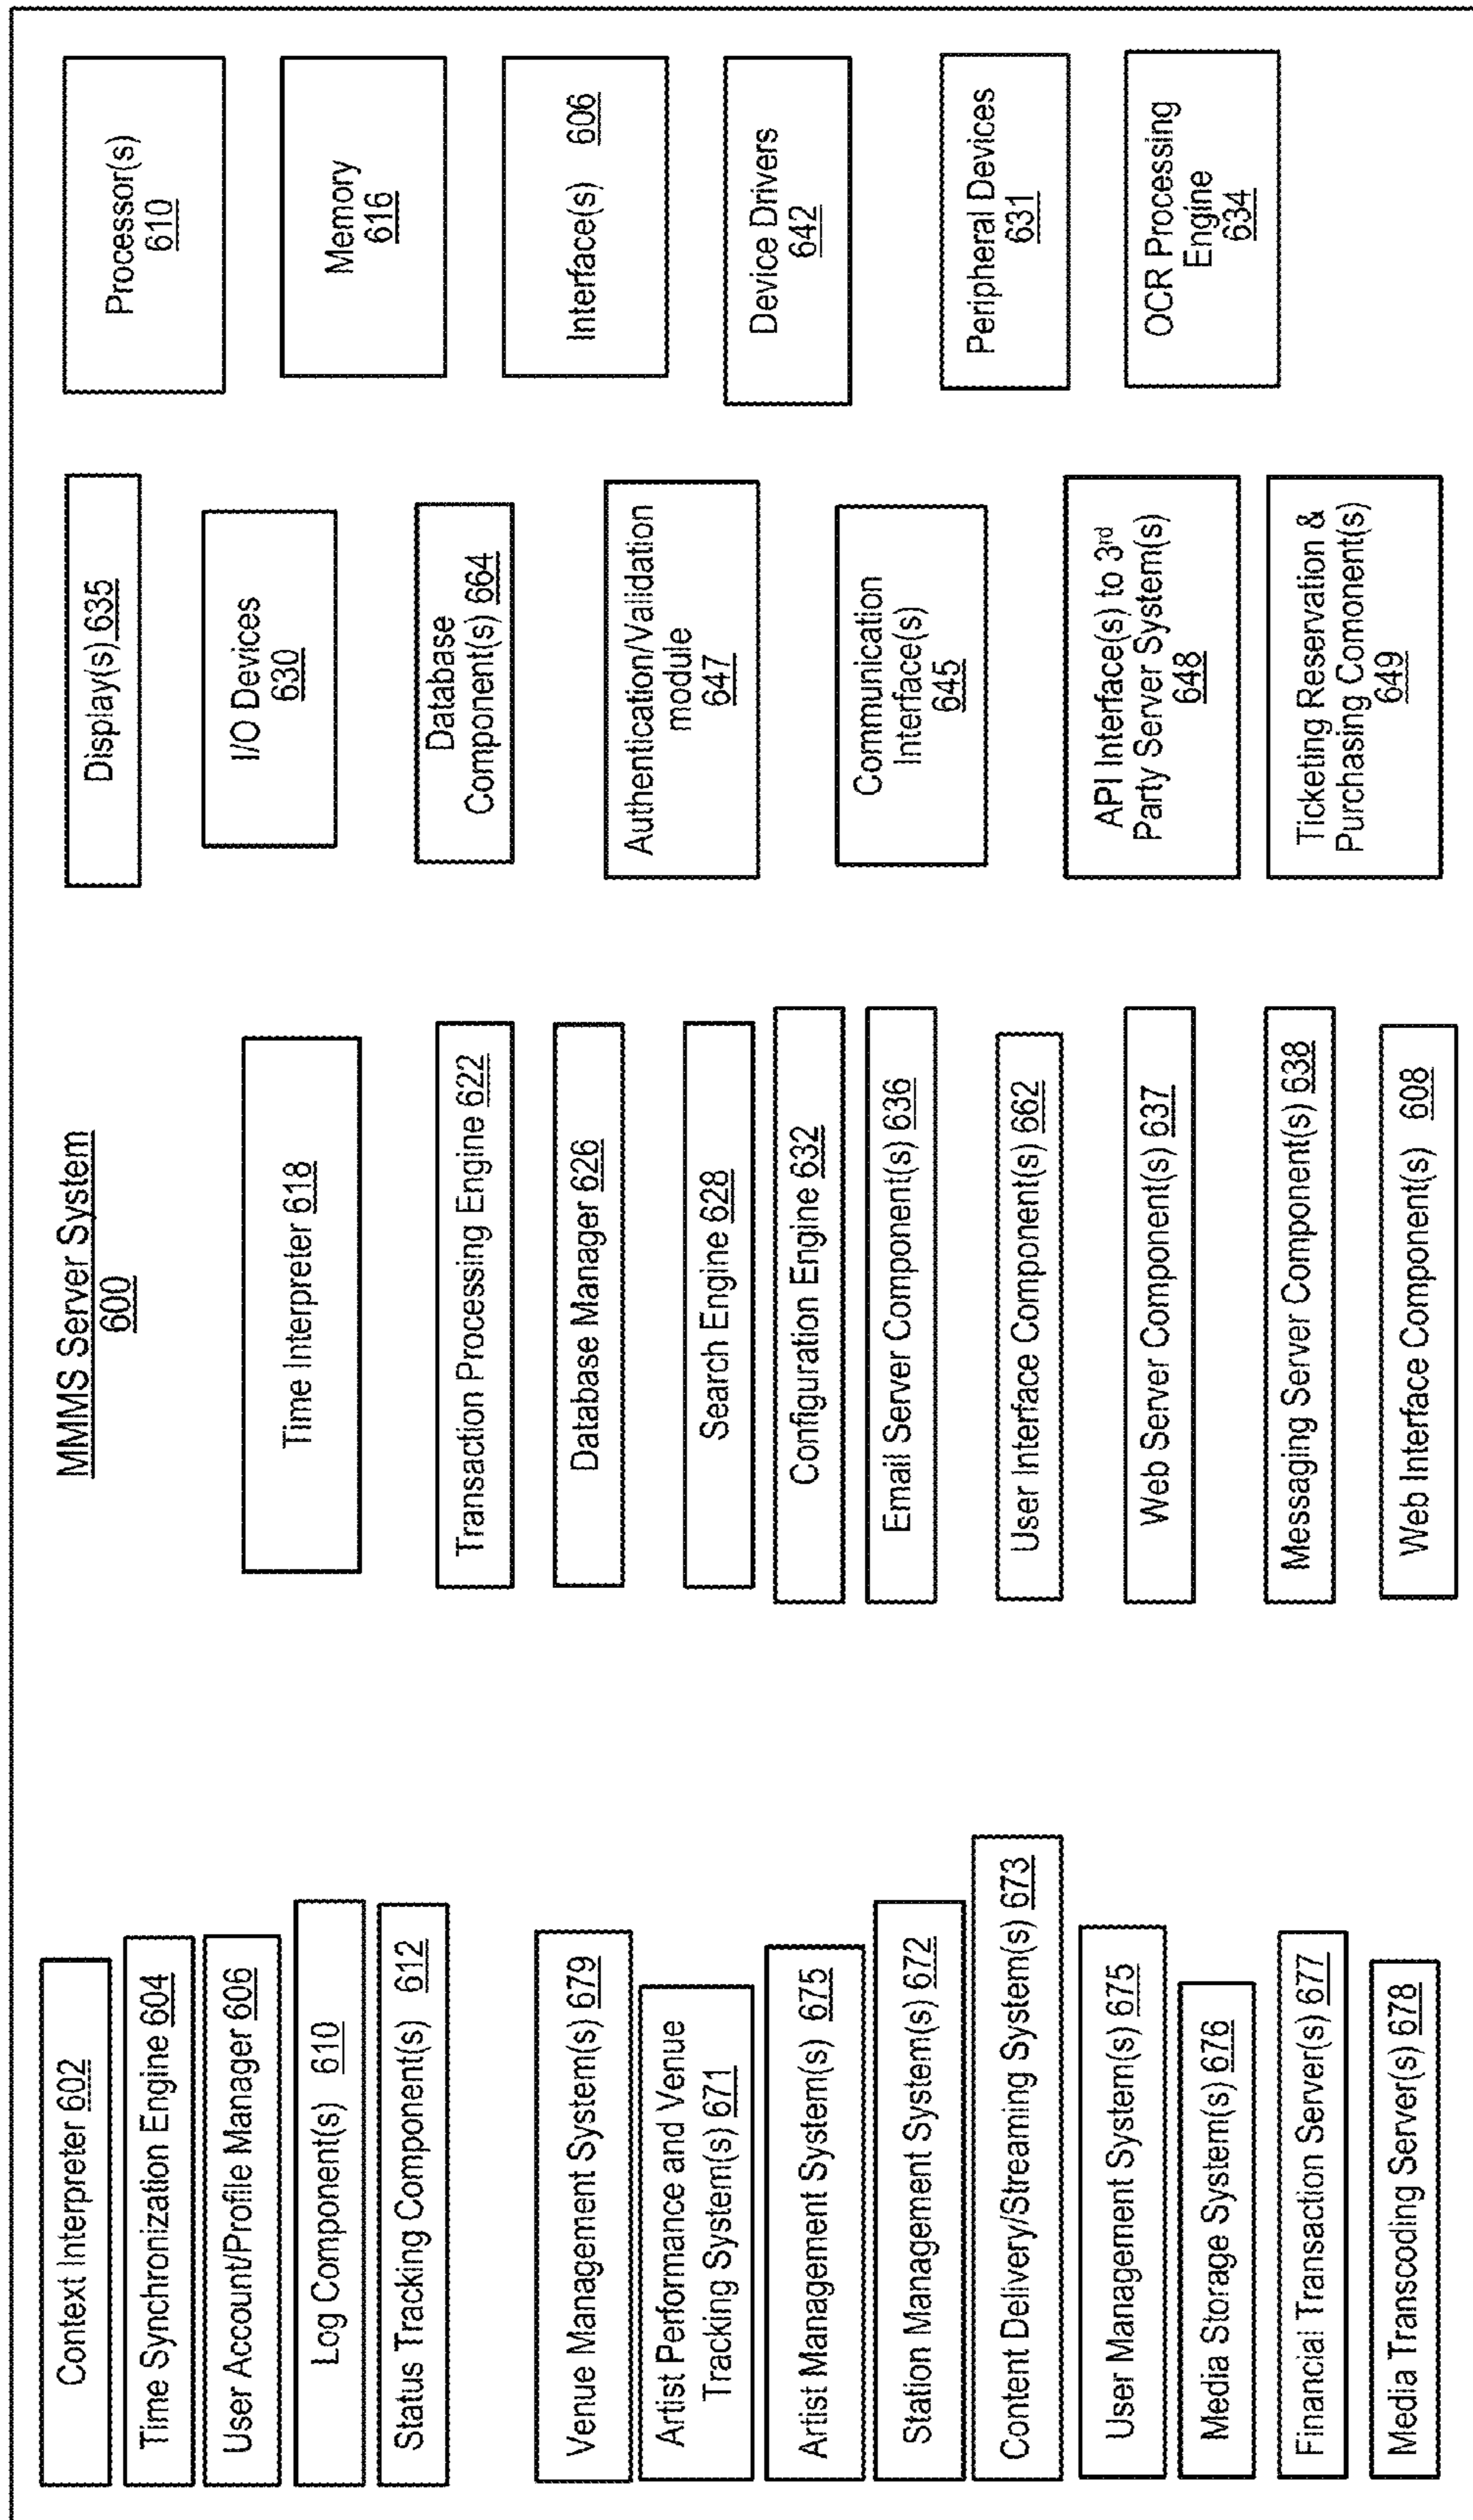 MMMS Server System
600
Context Interpreter 602
Time Synchronization Engine 604
User Account/Profile Manager 606
Log Component(s) 610
Status Tracking Component(s) 612
Venue Management System(s) 679
Artist Performance and Venue
Tracking System(s) 671
Artist Management System(s) 675
Station Management System(s) 672
Content Delivery/Streaming System(s) 673
User Management System(s) 675
Media Storage System(s) 676
Financial Transaction Server(s) 677
Media Transcoding Server(s) 678
Time Interpreter 618
Transaction Processing Engine 622
Database Manager 626
Search Engine 628
Configuration Engine 632
Email Server Component(s) 636
User Interface Component(s) 662
Web Server Component(s) 637
Messaging Server Component(s) 638
Web Interface Component(s) 608
Display(s) 635
I/O Devices
630
Database
Component(s) 664
Authentication/Validation
module
647
Communication
Interface(s)
645
API Interface(s) to 3rd
Party Server System(s)
648
Ticketing Reservation &
Purchasing Comonent(s)
649
Processor(s)
610
Memory
616
Interface(s) 606
Device Drivers
642
Peripheral Devices
631
OCR Processing
Engine
634